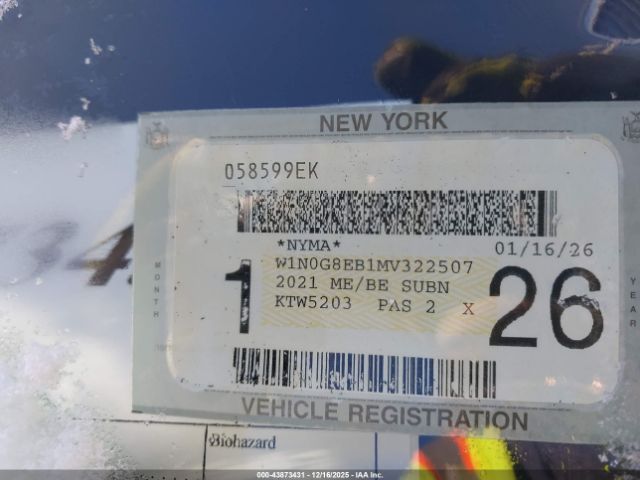 NEW YORK
058599EK
*NYMA*
01/16/26
W1N0G8EB1MV322507
2021 ME/BE SUBN
KTW5203 PAS 2 X
MONTH
1
26
YEAR
VEHICLE REGISTRATION
Biohazard
000-43873431 - 12/16/2025 - IAA Inc.